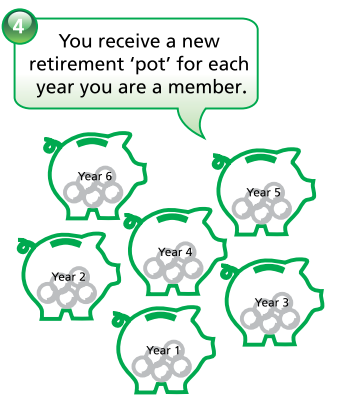 4
You receive a new
retirement ‘pot’ for each
year you are a member.
Year 6
Year 5
Year 4
Year 2
Year 3
Year 1